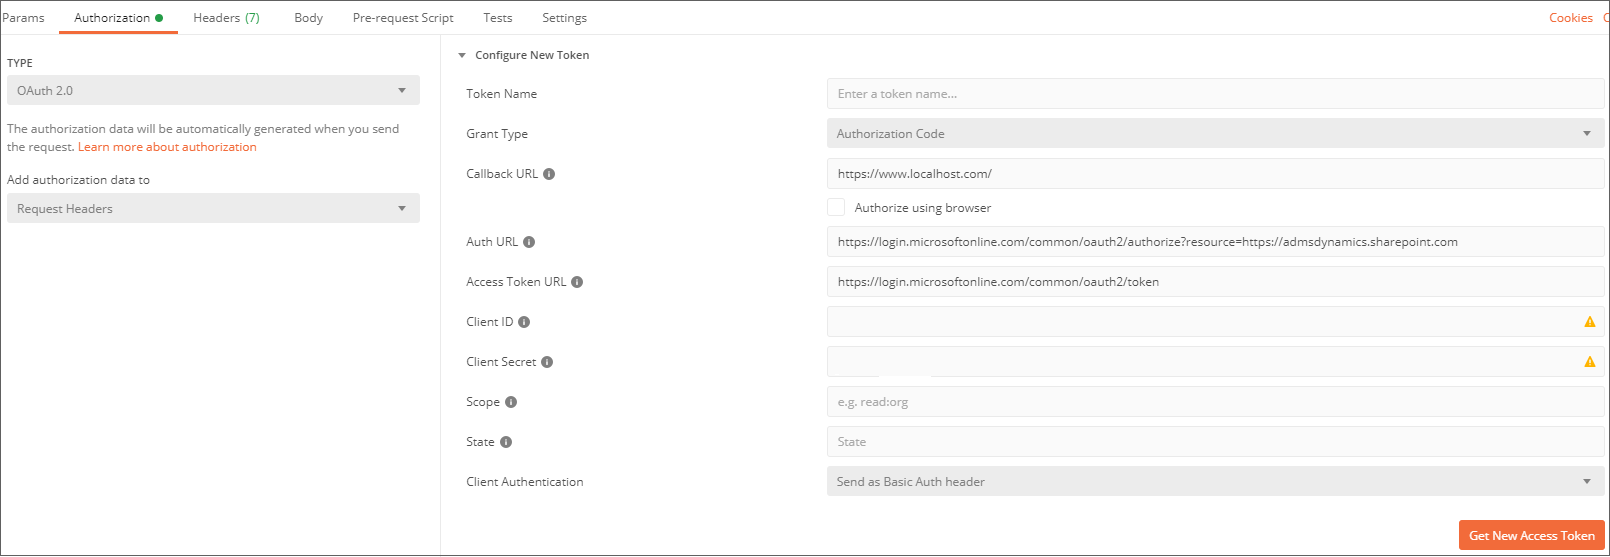 Params Authorization Headers (7) Body Pre-request Script Tests Settings Cookies
TYPE
OAuth 2.0
The authorization data will be automatically generated when you send
the request. Learn more about authorization
Add authorization data to
Request Headers
Configure New Token
Token Name Enter a token name...
Grant Type Authorization Code
Callback URL https://www.localhost.com/
Authorize using browser
Auth URL https://login.microsoftonline.com/common/oauth2/authorize?resource=https://admsdynamics.sharepoint.com
Access Token URL https://login.microsoftonline.com/common/oauth2/token
Client ID
Client Secret
Scope e.g. read:org
State State
Client Authentication Send as Basic Auth header
Get New Access Token